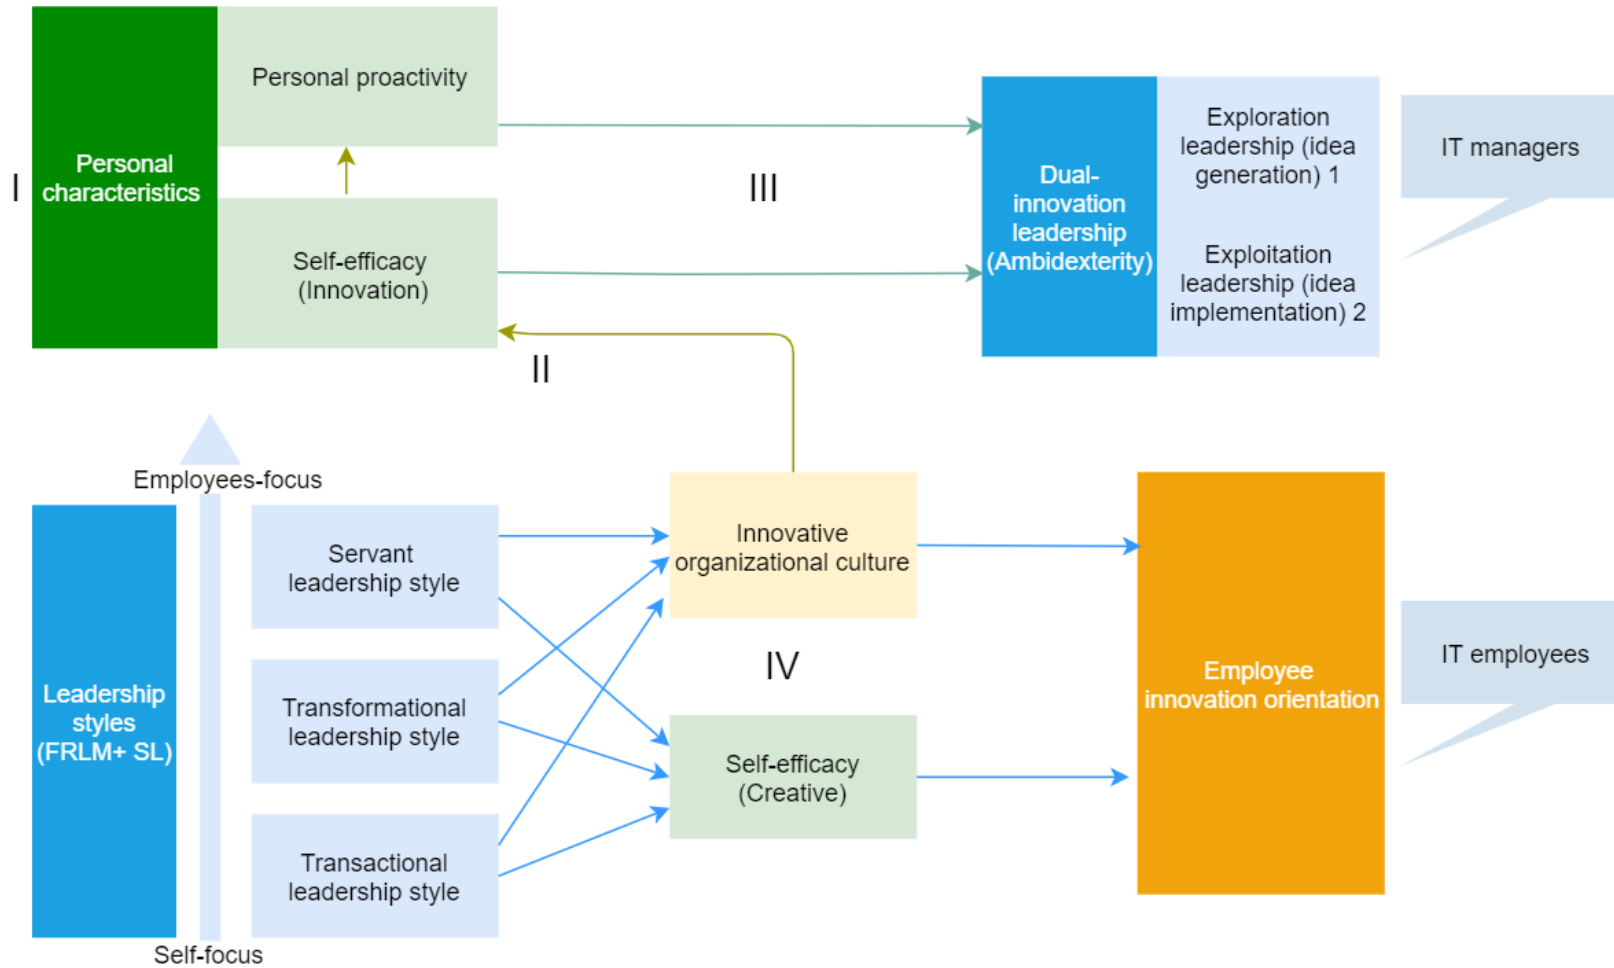 I
Personal
characteristics
Personal proactivity
Self-efficacy
(Innovation)
III
II
Dual-
innovation
leadership
(Ambidexterity)
Exploration
leadership (idea
generation) 1
Exploitation
leadership (idea
implementation) 2
IT managers
Employees-focus
Leadership
styles
(FRLM+ SL)
Self-focus
Servant
leadership style
Transformational
leadership style
Transactional
leadership style
Innovative
organizational culture
IV
Self-efficacy
(Creative)
Employee
innovation orientation
IT employees